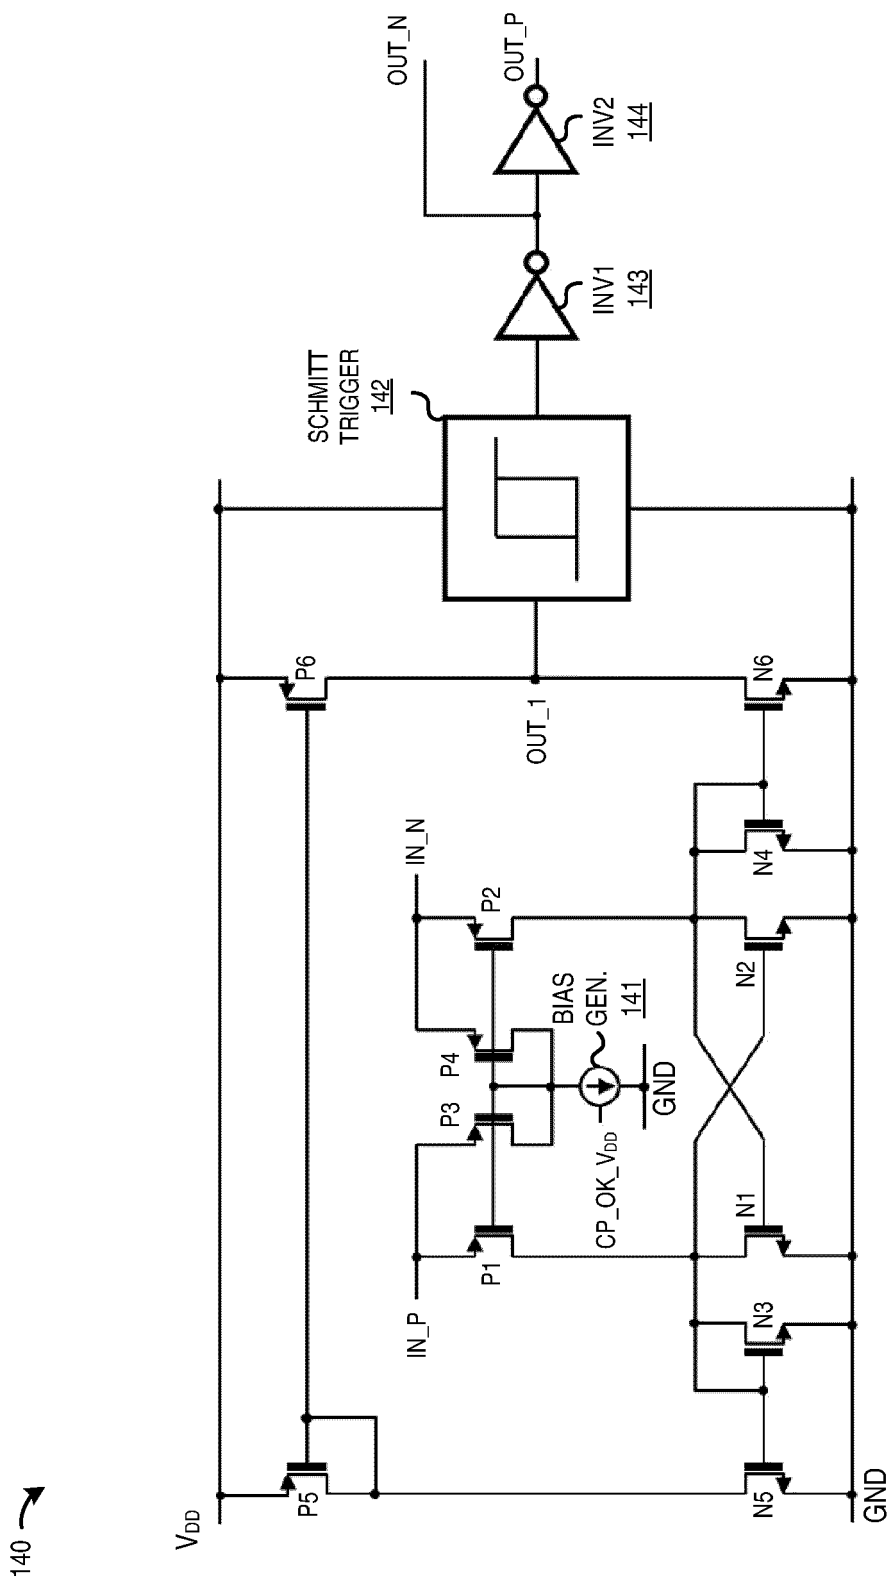 140
V_DD
P5
P6
IN_P
IN_N
P1
P3
P4
P2
CP_OK_V_DD
BIAS
GEN.
141
GND
N5
N3
N1
N2
N4
N6
GND
OUT_1
SCHMITT
TRIGGER
142
INV1
143
INV2
144
OUT_N
OUT_P